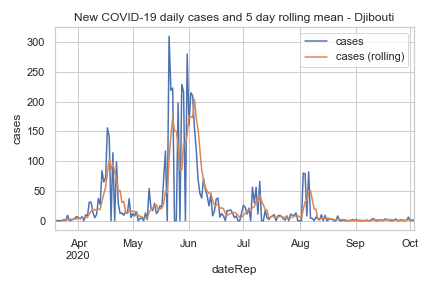 New COVID-19 daily cases and 5 day rolling mean - Djibouti
cases
cases (rolling)
300
250
200
150
100
50
0
cases
Apr
2020
May
Jun
Jul
Aug
Sep
Oct
dateRep